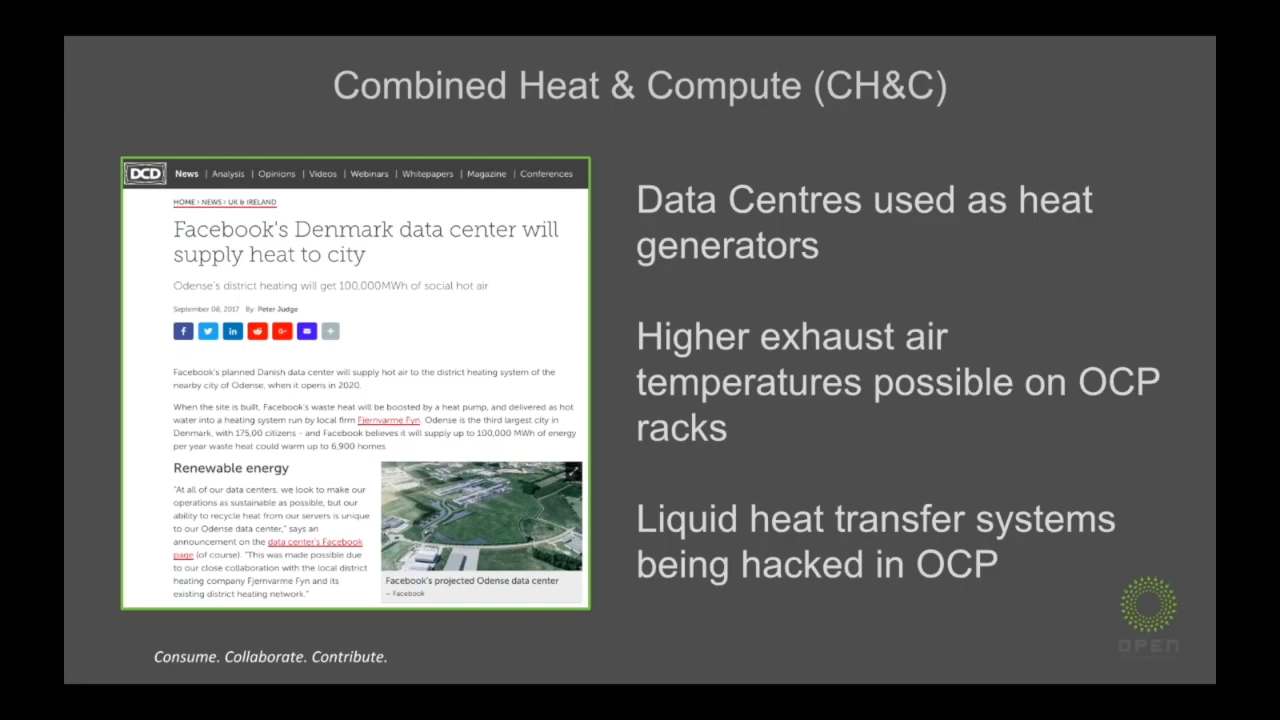 Combined Heat & Compute (CH&C)
DCD
News | Analysis | Opinions | Videos | Webinars | Whitepapers | Magazine | Conferences
HOME › NEWS › UK & IRELAND
Facebook's Denmark data center will
supply heat to city
Odense's district heating will get 100,000MWh of social hot air
September 08, 2017 By Peter Judge
Facebook's planned Danish data center will supply hot air to the district heating system of the
nearby city of Odense, when it opens in 2020.
When the site is built, Facebook's waste heat will be boosted by a heat pump, and delivered as hot
water into a heating system run by local firm Fjernvarme Fyn. Odense is the third largest city in
Denmark, with 175,00 citizens - and Facebook believes it will supply up to 100,000 MWh of energy
per year waste heat could warm up to 6,900 homes.
Renewable energy
"At all of our data centers, we look to make our
operations as sustainable as possible, but our
ability to recycle heat from our servers is unique
to our Odense data center," says an
announcement on the data center's Facebook
page (of course). "This was made possible due
to our close collaboration with the local district
heating company Fjernvarme Fyn and its
existing district heating network."
Facebook's projected Odense data center
– Facebook
Data Centres used as heat
generators
Higher exhaust air
temperatures possible on OCP
racks
Liquid heat transfer systems
being hacked in OCP
OPEN
Consume. Collaborate. Contribute.